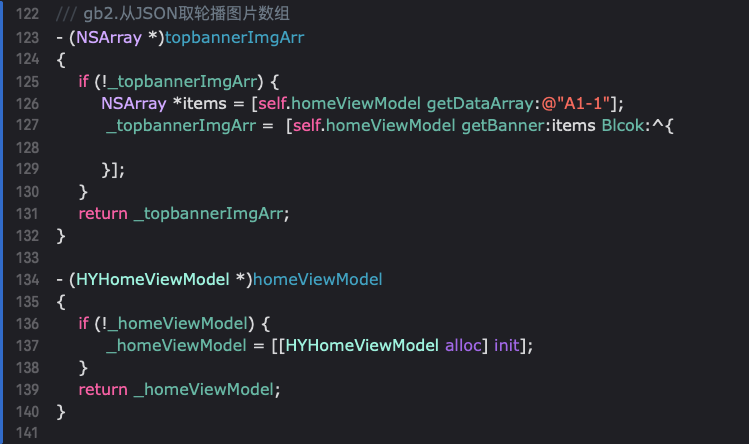 122 /// gb2.从JSON取轮播图片数组
123 - (NSArray *)topbannerImgArr
124 {
125 if (!_topbannerImgArr) {
126 NSArray *items = [self.homeViewModel getDataArray:@"A1-1"];
127 _topbannerImgArr = [self.homeViewModel getBanner:items Blcok:^{
128
129 }];
130 }
131 return _topbannerImgArr;
132 }
133
134 - (HYHomeViewModel *)homeViewModel
135 {
136 if (!_homeViewModel) {
137 _homeViewModel = [[HYHomeViewModel alloc] init];
138 }
139 return _homeViewModel;
140 }
141